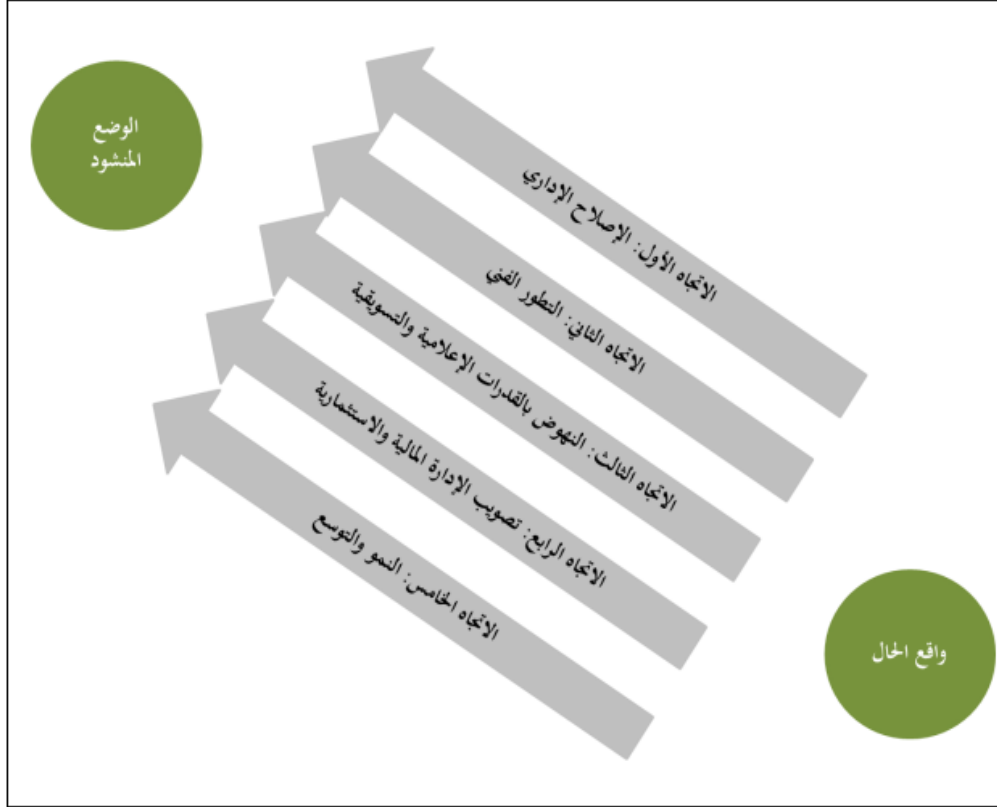 الوضع
المنشود
الاتجاه الأول: الإصلاح الإداري
الاتجاه الثاني: التطور الفني
الاتجاه الثالث: النهوض بالقدرات الإعلامية والتسويقية
الاتجاه الرابع: تصويب الإدارة المالية والاستثمارية
الاتجاه الخامس: النمو والتوسع
واقع الحال